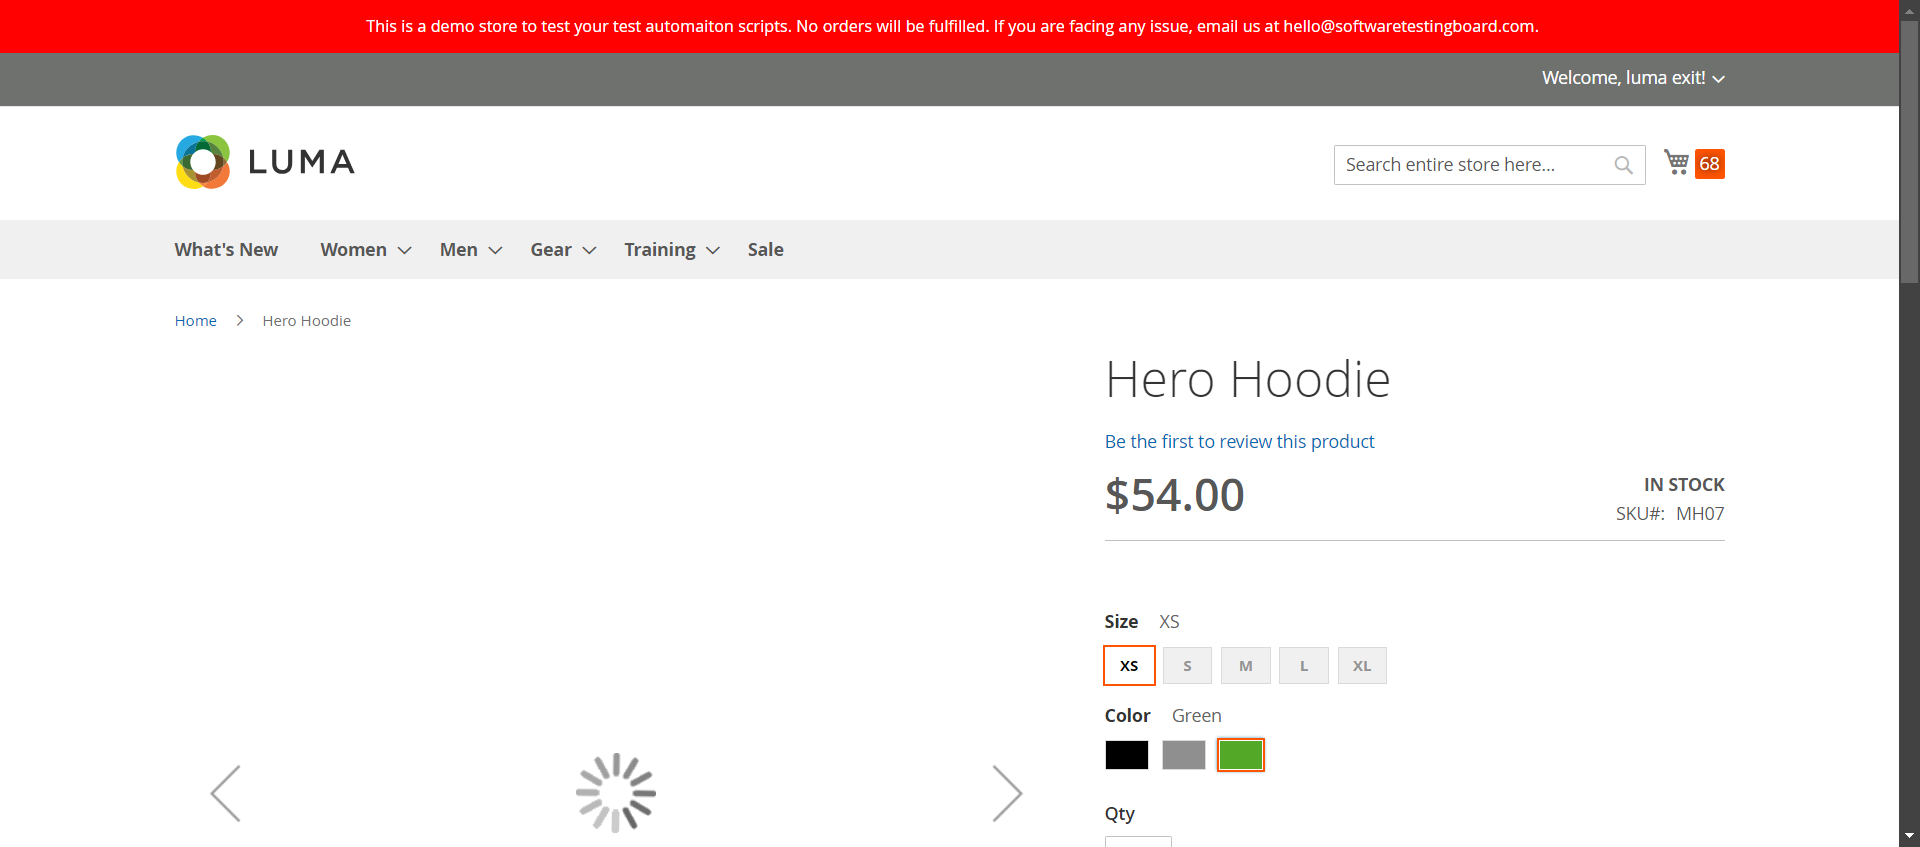 This is a demo store to test your test automaiton scripts. No orders will be fulfilled. If you are facing any issue, email us at hello@softwaretestingboard.com.
Welcome, luma exit!
LUMA
Search entire store here...
68
What's New Women Men Gear Training Sale
Home Hero Hoodie
Hero Hoodie
Be the first to review this product
$54.00
IN STOCK
SKU#: MH07
Size XS
XS S M L XL
Color Green
Qty